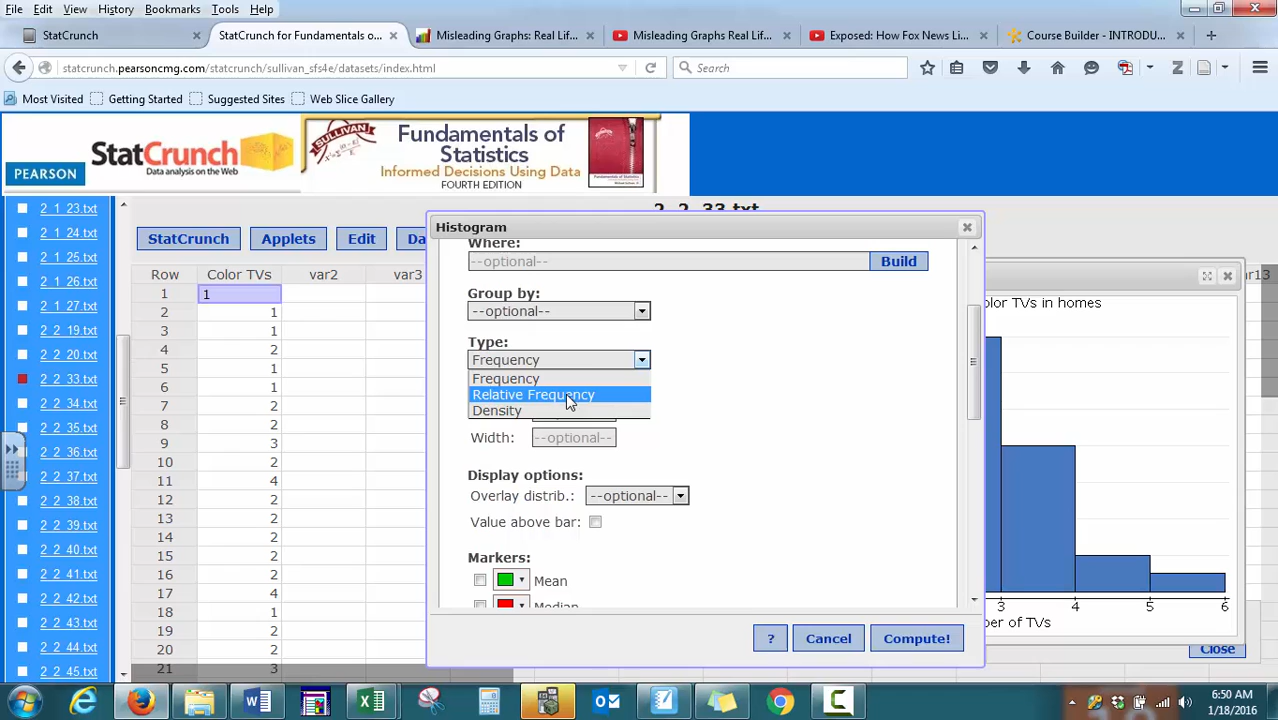 File Edit View History Bookmarks Tools Help
StatCrunch × StatCrunch for Fundamentals o... × Misleading Graphs: Real Lif... × Misleading Graphs Real Lif... × Exposed: How Fox News Li... × Course Builder - INTRODU... × +
statcrunch.pearsoncmg.com/statcrunch/sullivan_sfs4e/datasets/index.html Search
Most Visited Getting Started Suggested Sites Web Slice Gallery
PEARSON
StatCrunch
Data analysis on the Web
SULLIVAN
Fundamentals of
Statistics
Informed Decisions Using Data
FOURTH EDITION
2_2_33.txt
StatCrunch Applets Edit Da
Row Color TVs var2 var3 var13
1 1
2 1
3 1
4 2
5 1
6 1
7 2
8 2
9 3
10 2
11 4
12 2
13 2
14 2
15 2
16 2
17 4
18 1
19 2
20 2
21 3
2_1_23.txt
2_1_24.txt
2_1_25.txt
2_1_26.txt
2_1_27.txt
2_2_19.txt
2_2_20.txt
2_2_33.txt
2_2_34.txt
2_2_35.txt
2_2_36.txt
2_2_37.txt
2_2_38.txt
2_2_39.txt
2_2_40.txt
2_2_41.txt
2_2_42.txt
2_2_43.txt
2_2_44.txt
2_2_45.txt
Histogram
Where:
--optional-- Build
Group by:
--optional--
Type:
Frequency
Frequency
Relative Frequency
Density
Width: --optional--
Display options:
Overlay distrib.: --optional--
Value above bar:
Markers:
Mean
Median
? Cancel Compute!
olor TVs in homes
3 4 5 6
ber of TVs
Close
6:50 AM
1/18/2016